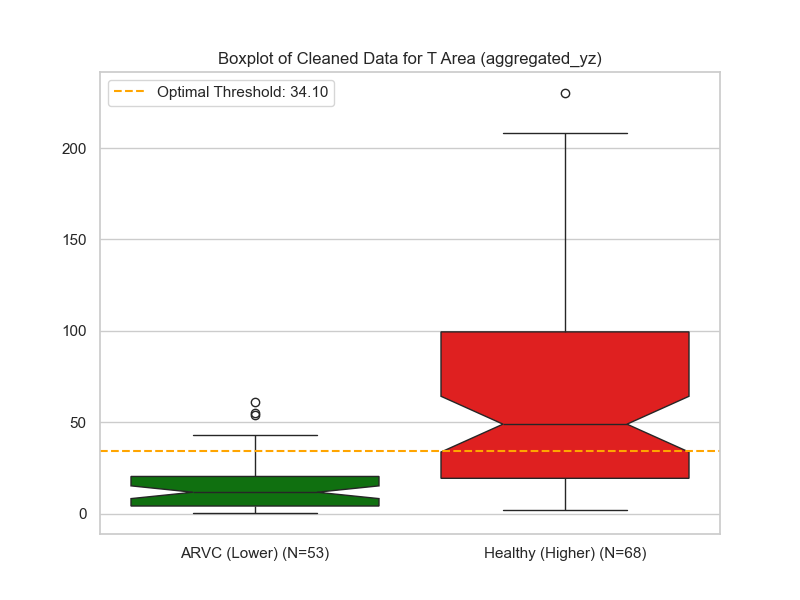 Boxplot of Cleaned Data for T Area (aggregated_yz)
Optimal Threshold: 34.10
200
150
100
50
0
ARVC (Lower) (N=53)
Healthy (Higher) (N=68)